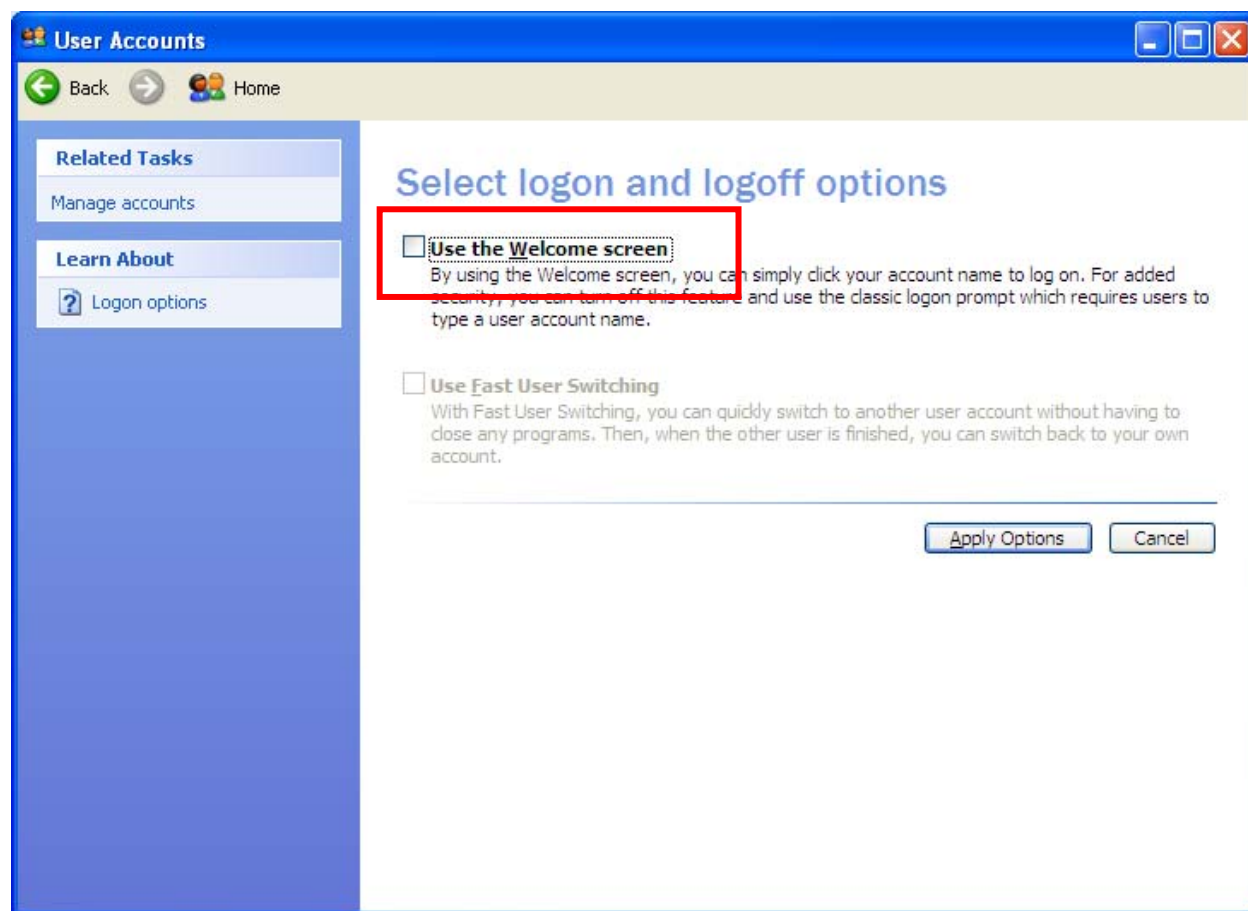 User Accounts
Back Home
Related Tasks
Manage accounts
Learn About
Logon options
Select logon and logoff options
Use the Welcome screen
By using the Welcome screen, you can simply click your account name to log on. For added
security, you can turn off this feature and use the classic logon prompt which requires users to
type a user account name.
Use Fast User Switching
With Fast User Switching, you can quickly switch to another user account without having to
close any programs. Then, when the other user is finished, you can switch back to your own
account.
Apply Options Cancel